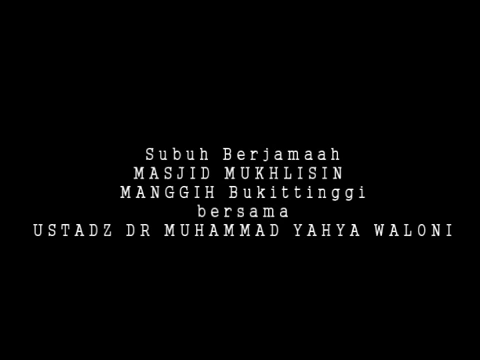 Subuh Berjamaah
MASJID MUKHLISIN
MANGGIH Bukittinggi
bersama
USTADZ DR MUHAMMAD YAHYA WALONI